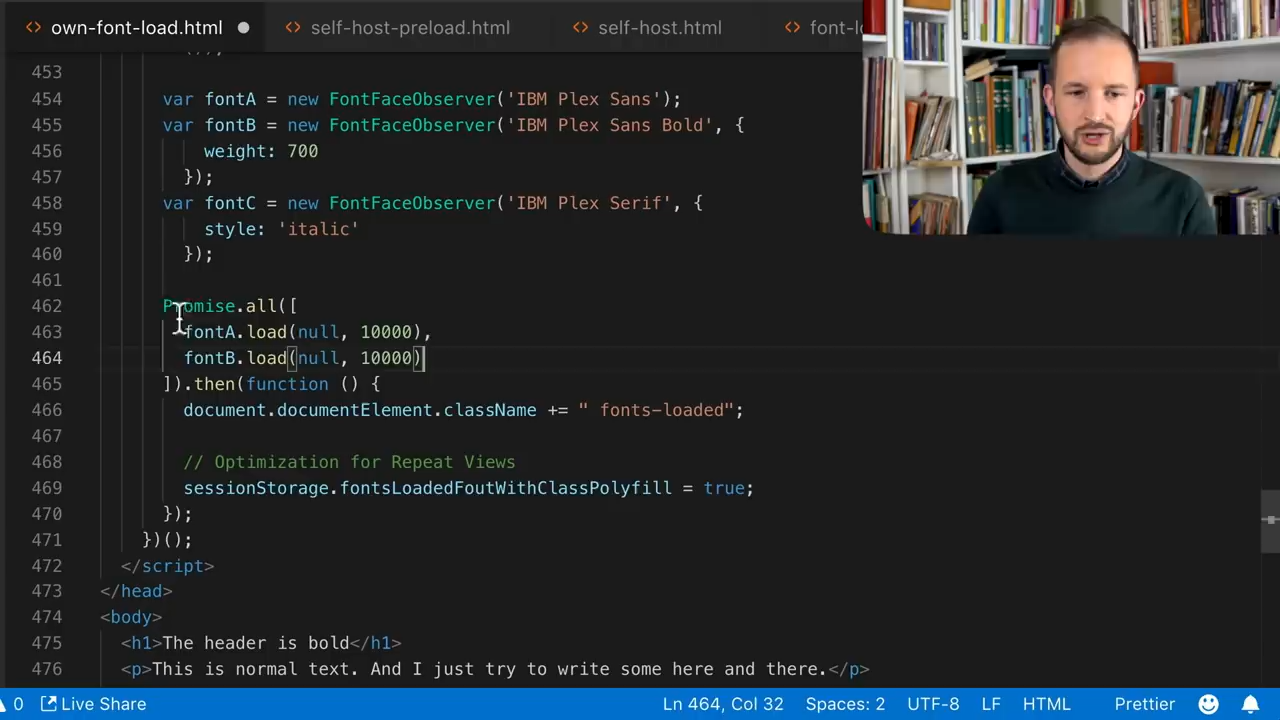 <> own-font-load.html ● <> self-host-preload.html <> self-host.html <> font-lo
453
454 var fontA = new FontFaceObserver('IBM Plex Sans');
455 var fontB = new FontFaceObserver('IBM Plex Sans Bold', {
456 weight: 700
457 });
458 var fontC = new FontFaceObserver('IBM Plex Serif', {
459 style: 'italic'
460 });
461
462 Promise.all([
463 fontA.load(null, 10000),
464 fontB.load(null, 10000)
465 ]).then(function () {
466 document.documentElement.className += " fonts-loaded";
467
468 // Optimization for Repeat Views
469 sessionStorage.fontsLoadedFoutWithClassPolyfill = true;
470 });
471 })();
472 </script>
473 </head>
474 <body>
475 <h1>The header is bold</h1>
476 <p>This is normal text. And I just try to write some here and there.</p>
0 Live Share Ln 464, Col 32 Spaces: 2 UTF-8 LF HTML Prettier